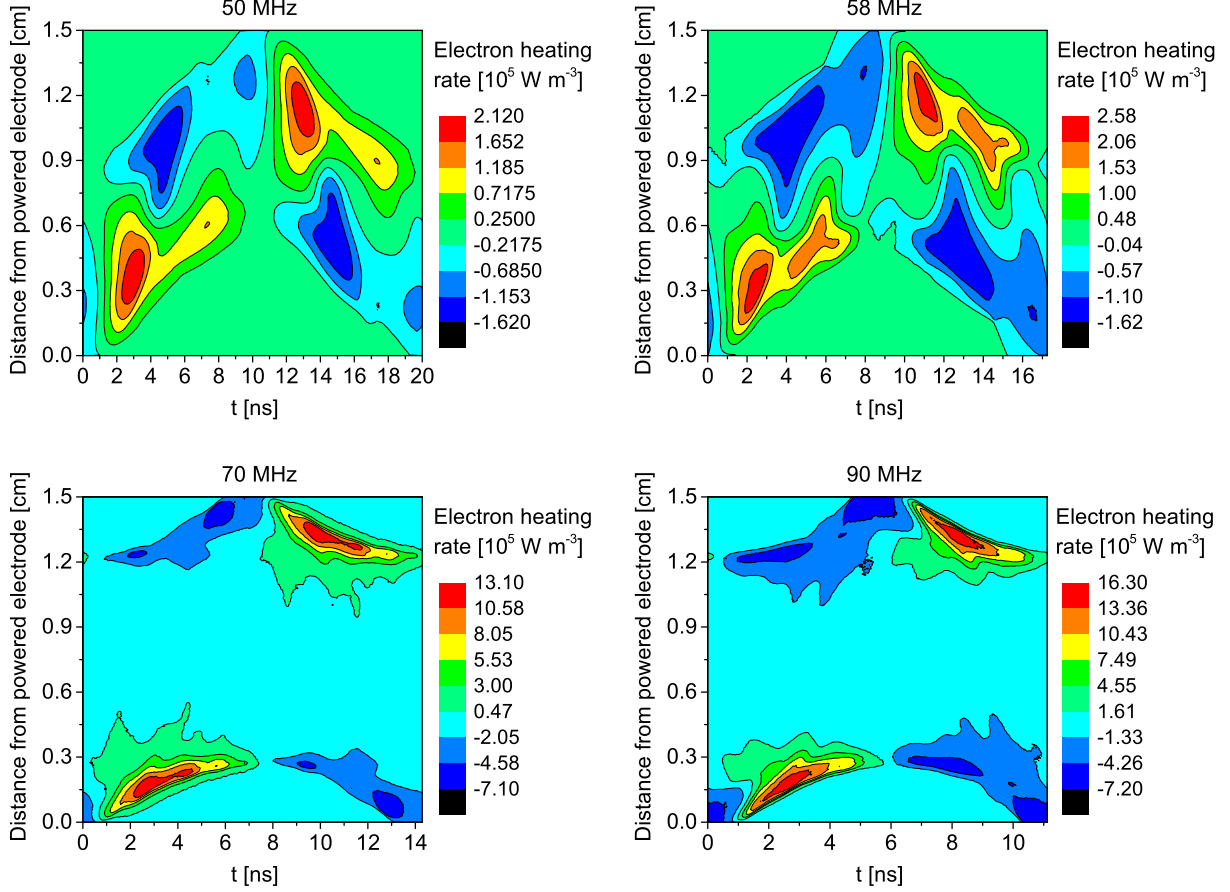 50 MHz
Distance from powered electrode [cm]
1.5
1.2
0.9
0.6
0.3
0.0
0 2 4 6 8 10 12 14 16 18 20
t [ns]
Electron heating
rate [10⁵ W m⁻³]
2.120
1.652
1.185
0.7175
0.2500
-0.2175
-0.6850
-1.153
-1.620
58 MHz
Distance from powered electrode [cm]
1.5
1.2
0.9
0.6
0.3
0.0
0 2 4 6 8 10 12 14 16
t [ns]
Electron heating
rate [10⁵ W m⁻³]
2.58
2.06
1.53
1.00
0.48
-0.04
-0.57
-1.10
-1.62
70 MHz
Distance from powered electrode [cm]
1.5
1.2
0.9
0.6
0.3
0.0
0 2 4 6 8 10 12 14
t [ns]
Electron heating
rate [10⁵ W m⁻³]
13.10
10.58
8.05
5.53
3.00
0.47
-2.05
-4.58
-7.10
90 MHz
Distance from powered electrode [cm]
1.5
1.2
0.9
0.6
0.3
0.0
0 2 4 6 8 10
t [ns]
Electron heating
rate [10⁵ W m⁻³]
16.30
13.36
10.43
7.49
4.55
1.61
-1.33
-4.26
-7.20